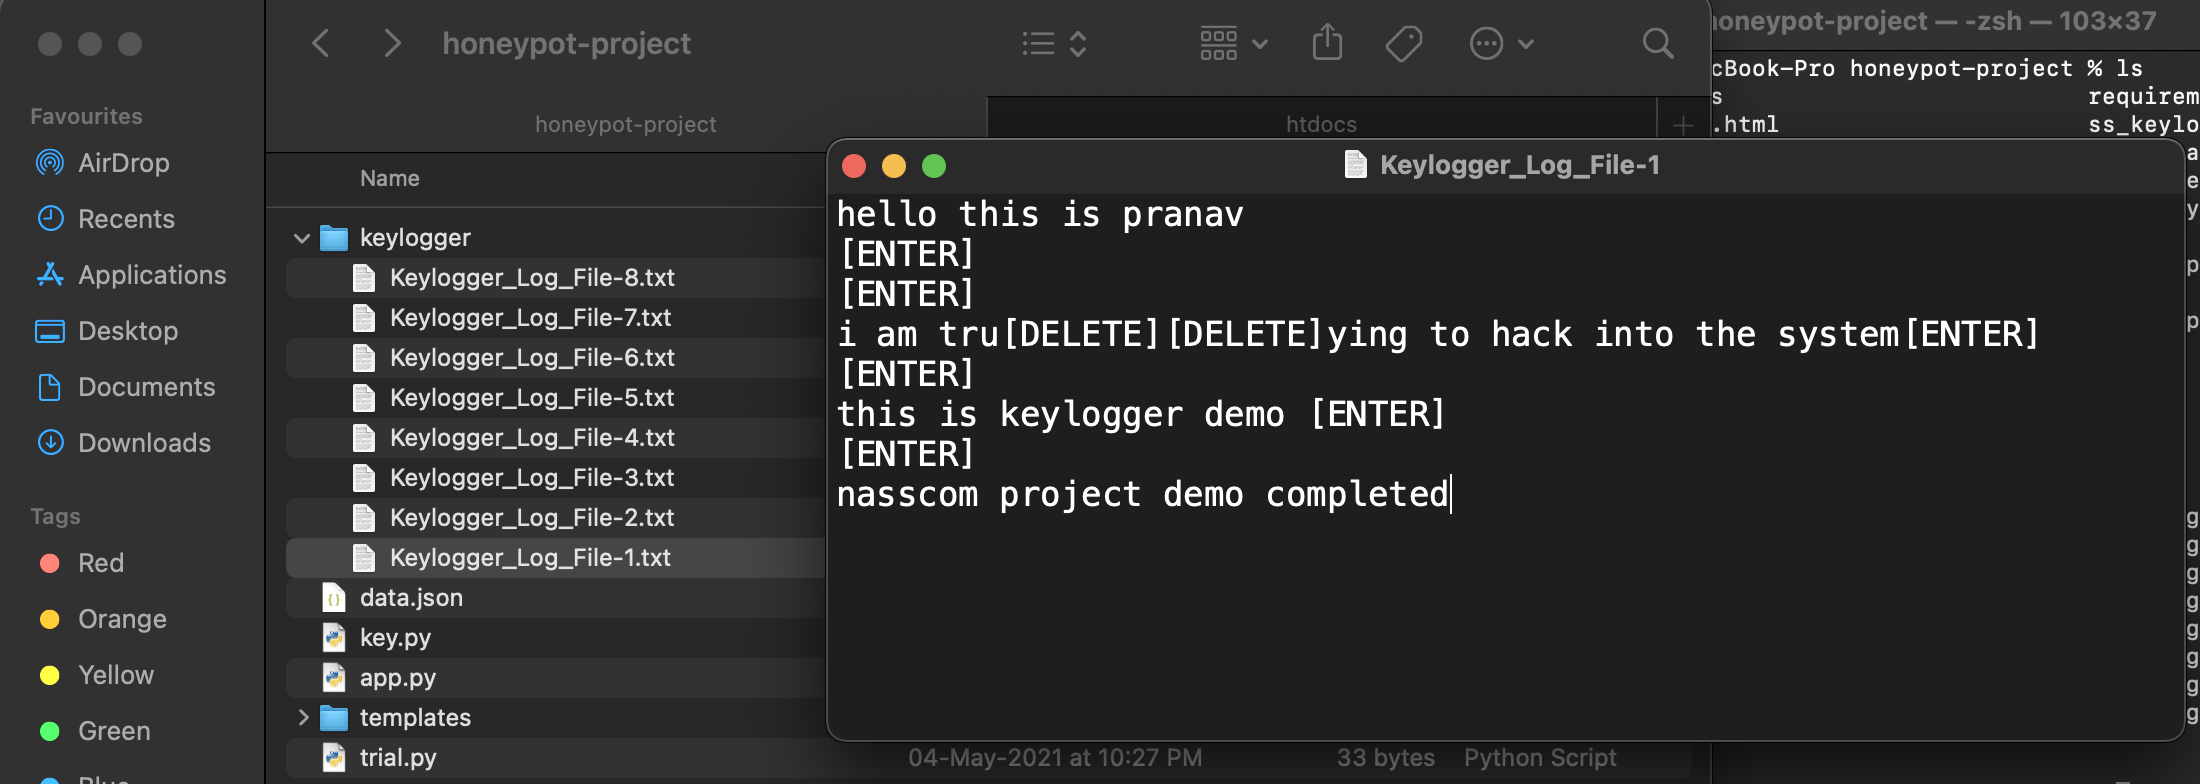 honeypot-project
honeypot-project — -zsh — 103×37
Favourites
AirDrop
Recents
Applications
Desktop
Documents
Downloads
Tags
Red
Orange
Yellow
Green
Blue
honeypot-project
htdocs
Name
keylogger
Keylogger_Log_File-8.txt
Keylogger_Log_File-7.txt
Keylogger_Log_File-6.txt
Keylogger_Log_File-5.txt
Keylogger_Log_File-4.txt
Keylogger_Log_File-3.txt
Keylogger_Log_File-2.txt
Keylogger_Log_File-1.txt
data.json
key.py
app.py
templates
trial.py 04-May-2021 at 10:27 PM 33 bytes Python Script
cBook-Pro honeypot-project % ls
s requirem
.html ss_keylo
Keylogger_Log_File-1
hello this is pranav
[ENTER]
[ENTER]
i am tru[DELETE][DELETE]ying to hack into the system[ENTER]
[ENTER]
this is keylogger demo [ENTER]
[ENTER]
nasscom project demo completed